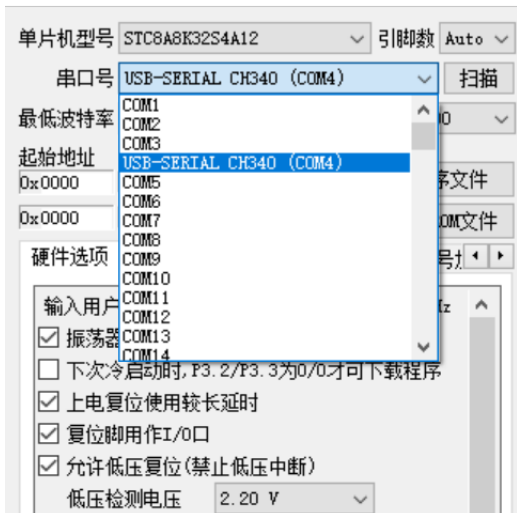 单片机型号 STC8A8K32S4A12 引脚数 Auto
串口号 USB-SERIAL CH340 (COM4) 扫描
最低波特率
COM1
COM2
COM3
USB-SERIAL CH340 (COM4)
COM5
COM6
COM7
COM8
COM9
COM10
COM11
COM12
COM13
COM14
起始地址
0x0000 序文件
0x0000 OM文件
硬件选项
输入用户
振荡器
下次冷启动时,P3.2/P3.3为0/0才可下载程序
上电复位使用较长延时
复位脚用作I/O口
允许低压复位(禁止低压中断)
低压检测电压 2.20 V